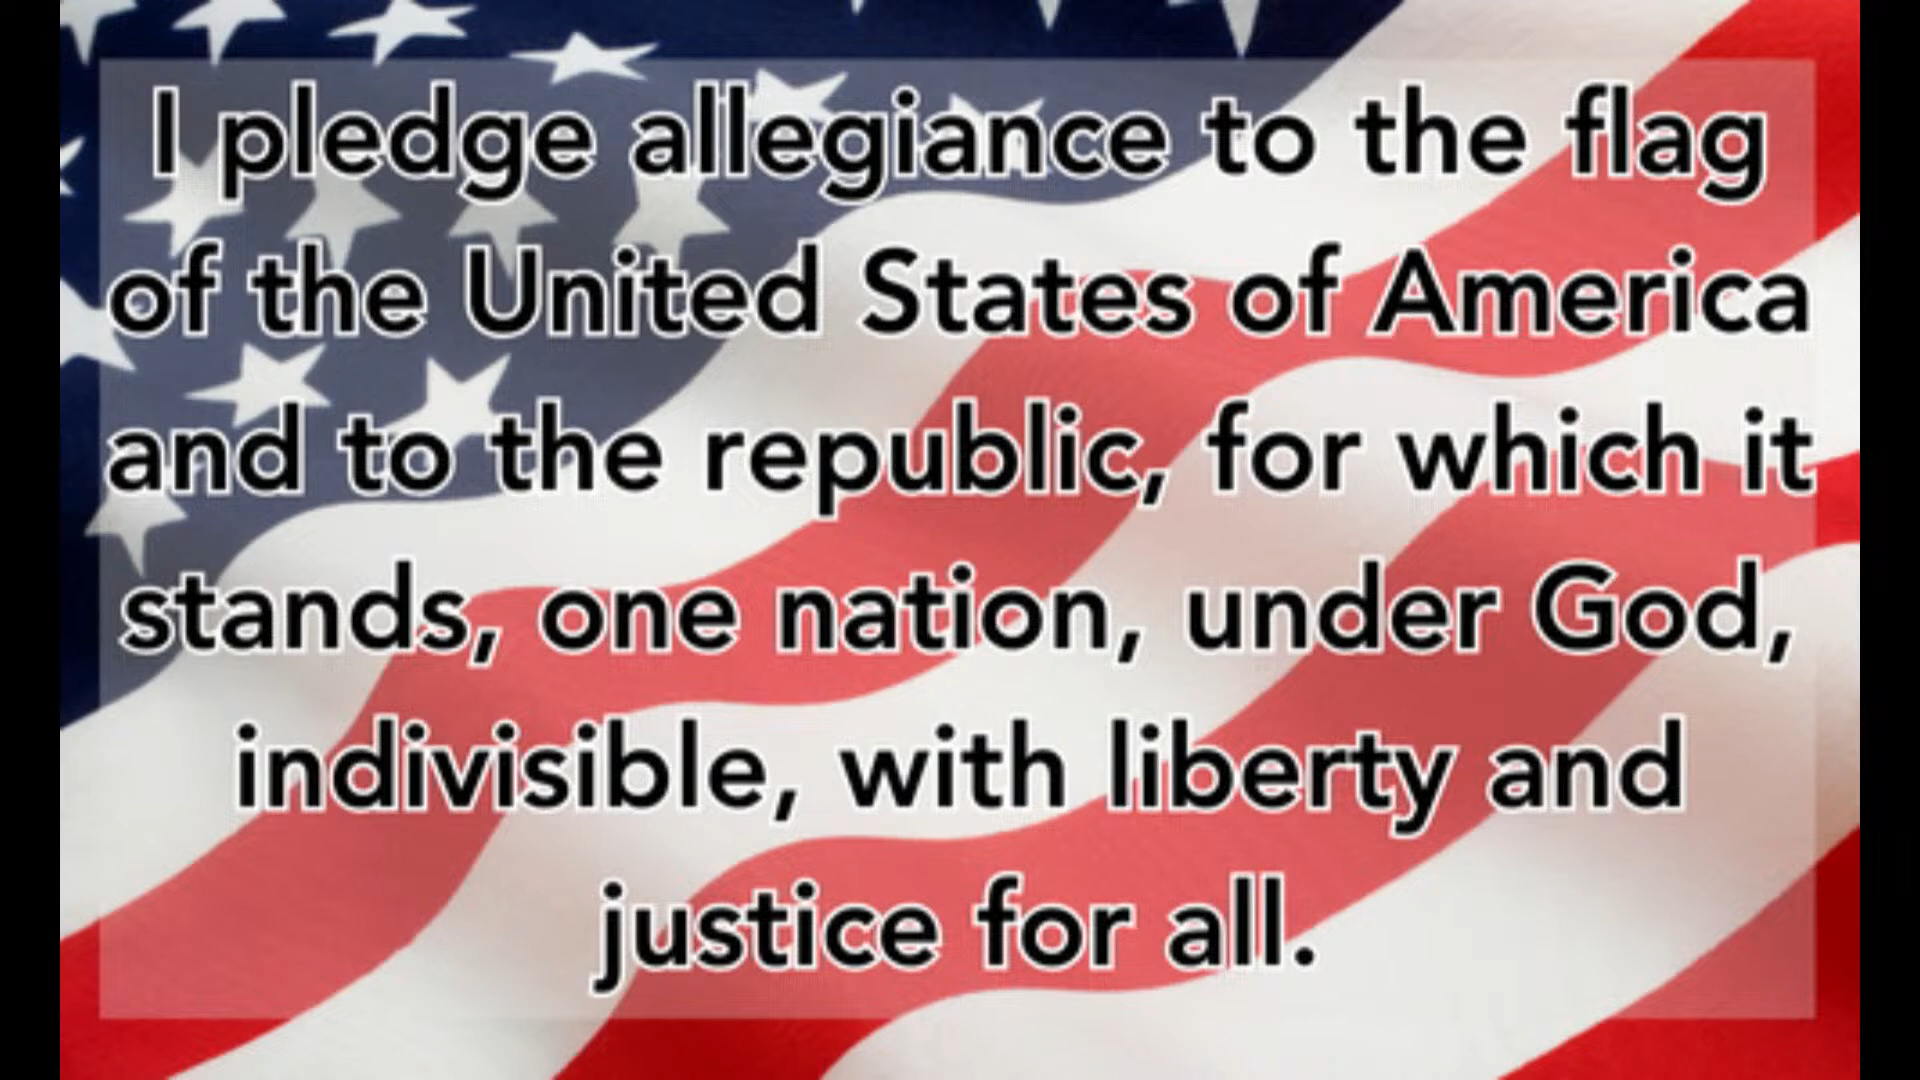 I pledge allegiance to the flag
of the United States of America
and to the republic, for which it
stands, one nation, under God,
indivisible, with liberty and
justice for all.